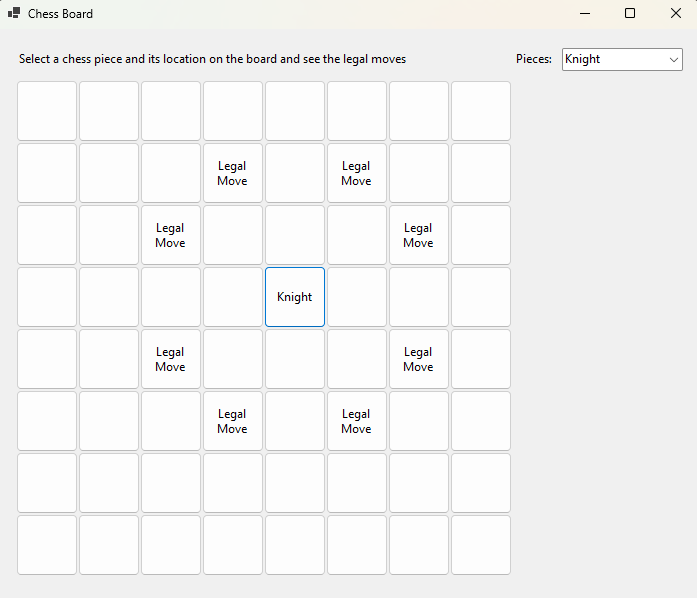 Chess Board
Select a chess piece and its location on the board and see the legal moves
Pieces:
Knight
Legal
Move
Legal
Move
Legal
Move
Legal
Move
Knight
Legal
Move
Legal
Move
Legal
Move
Legal
Move